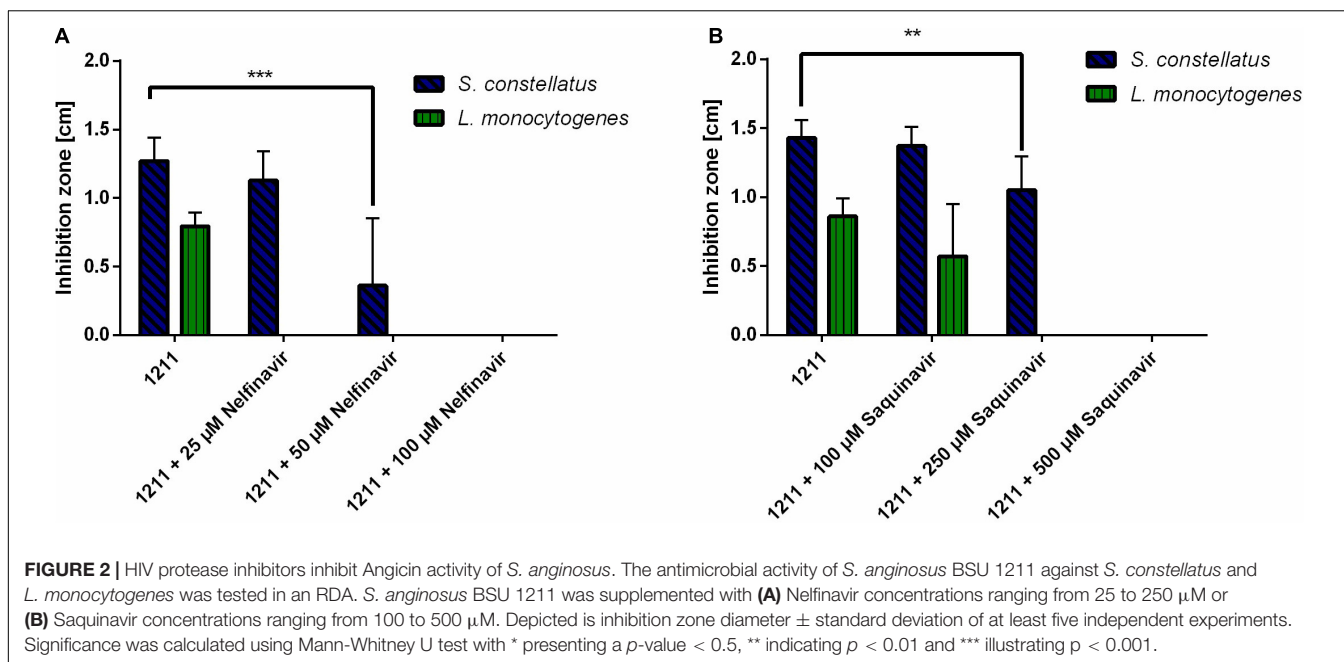 A
2.0
1.5
1.0
0.5
0.0
Inhibition zone [cm]
***
S. constellatus
L. monocytogenes
1211
1211 + 25 µM Nelfinavir
1211 + 50 µM Nelfinavir
1211 + 100 µM Nelfinavir
B
2.0
1.5
1.0
0.5
0.0
Inhibition zone [cm]
**
S. constellatus
L. monocytogenes
1211
1211 + 100 µM Saquinavir
1211 + 250 µM Saquinavir
1211 + 500 µM Saquinavir
FIGURE 2 | HIV protease inhibitors inhibit Angicin activity of S. anginosus. The antimicrobial activity of S. anginosus BSU 1211 against S. constellatus and
L. monocytogenes was tested in an RDA. S. anginosus BSU 1211 was supplemented with (A) Nelfinavir concentrations ranging from 25 to 250 µM or
(B) Saquinavir concentrations ranging from 100 to 500 µM. Depicted is inhibition zone diameter ± standard deviation of at least five independent experiments.
Significance was calculated using Mann-Whitney U test with * presenting a p-value < 0.5, ** indicating p < 0.01 and *** illustrating p < 0.001.